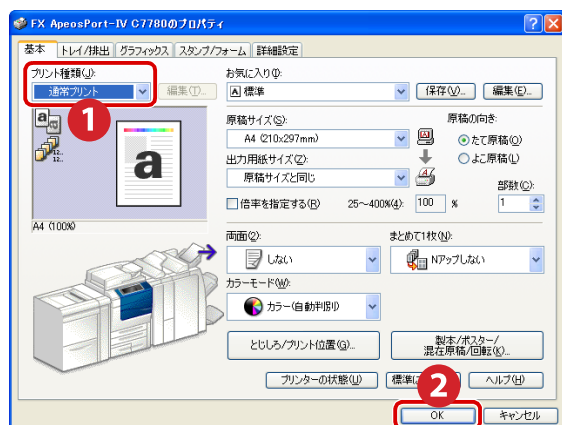 FX ApeosPort-IV C7780のプロパティ
基本 トレイ/排出 グラフィックス スタンプ/フォーム 詳細設定
プリント種類(J):
通常プリント 編集(T)...
1
お気に入り(I):
A 標準 保存(V)... 編集(E)...
原稿サイズ(S):
A4 (210x297mm)
原稿の向き:
たて原稿(O)
よこ原稿(L)
出力用紙サイズ(Z):
原稿サイズと同じ
部数(C):
倍率を指定する(R) 25~400%(4): 100 % 1
a
12..
12..
a
A4 (100%)
両面(2):
しない
まとめて1枚(N):
Nアップしない
カラーモード(W):
カラー(自動判別)
とじしろ/プリント位置(G)...
製本/ポスター/
混在原稿/回転(K)...
プリンターの状態(U) 標準 ヘルプ(H)
2
OK キャンセル